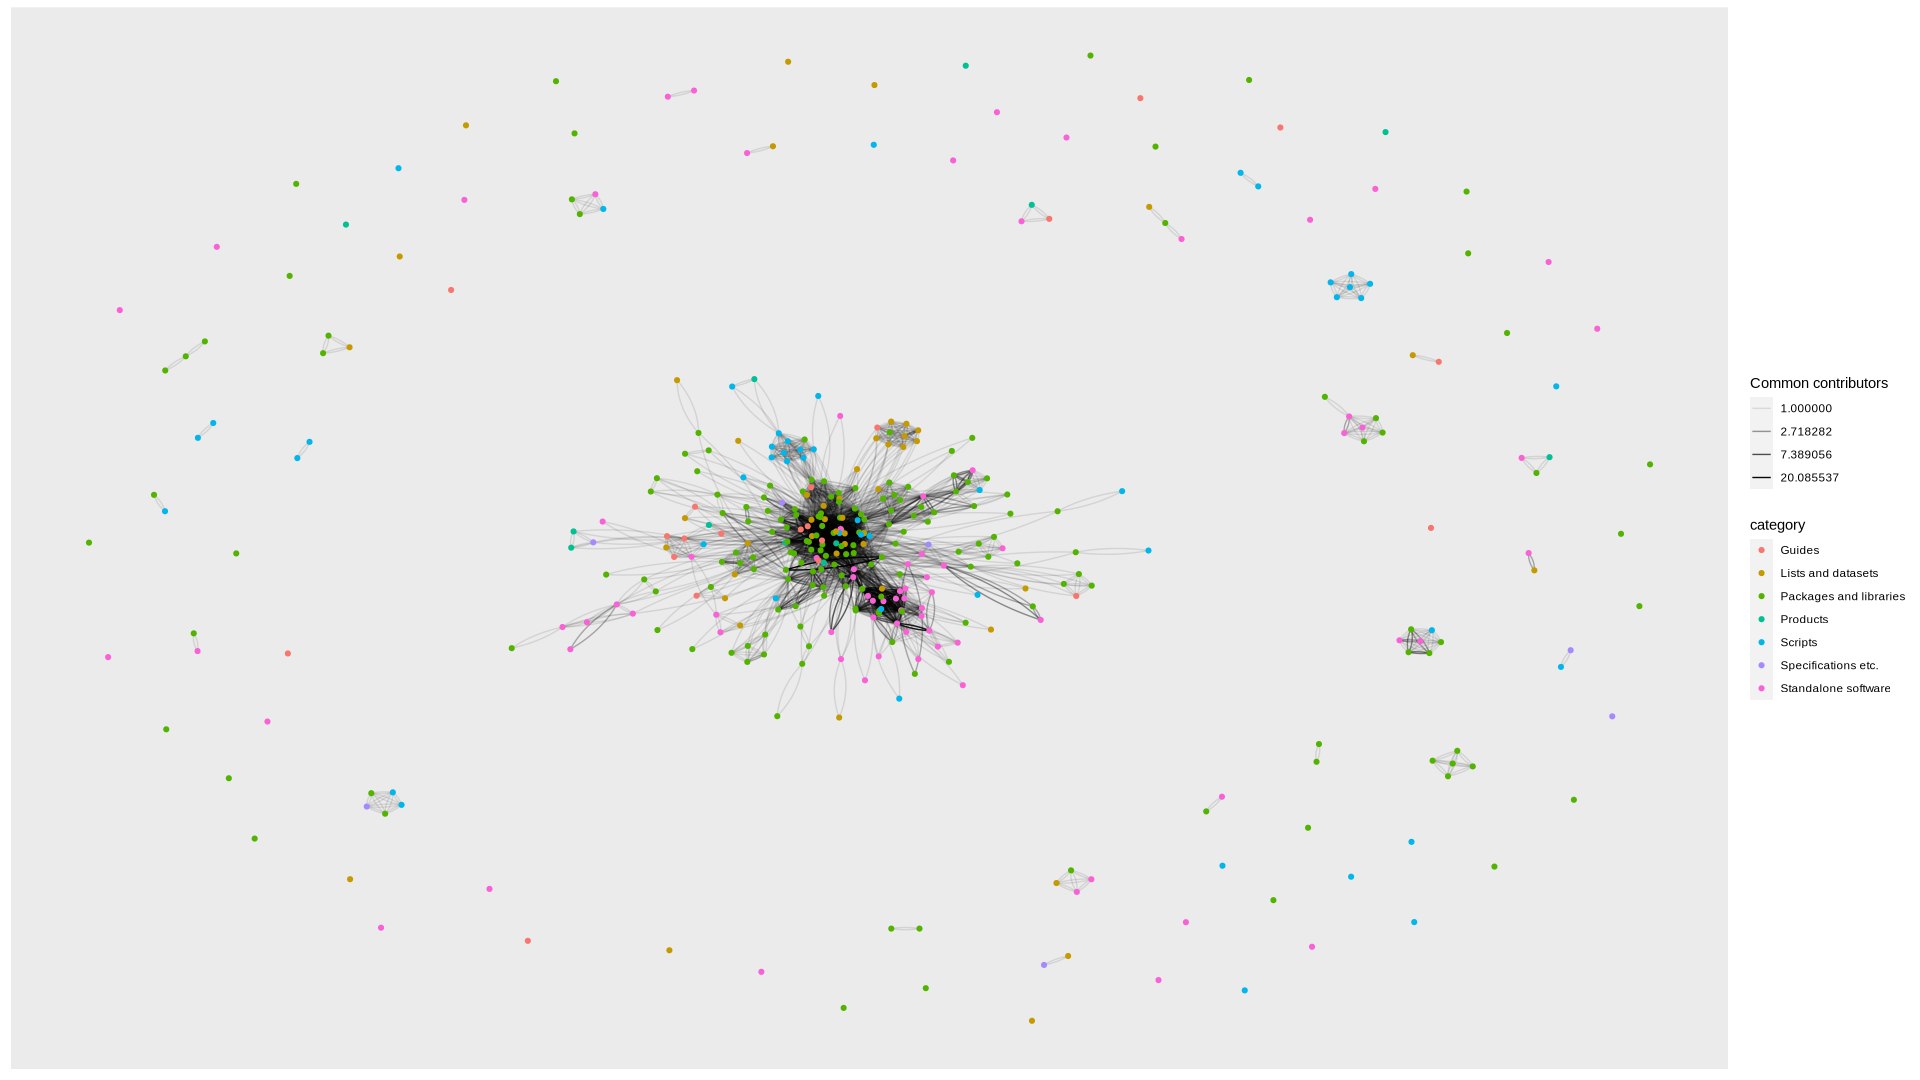 Common contributors
1.000000
2.718282
7.389056
20.085537
category
Guides
Lists and datasets
Packages and libraries
Products
Scripts
Specifications etc.
Standalone software